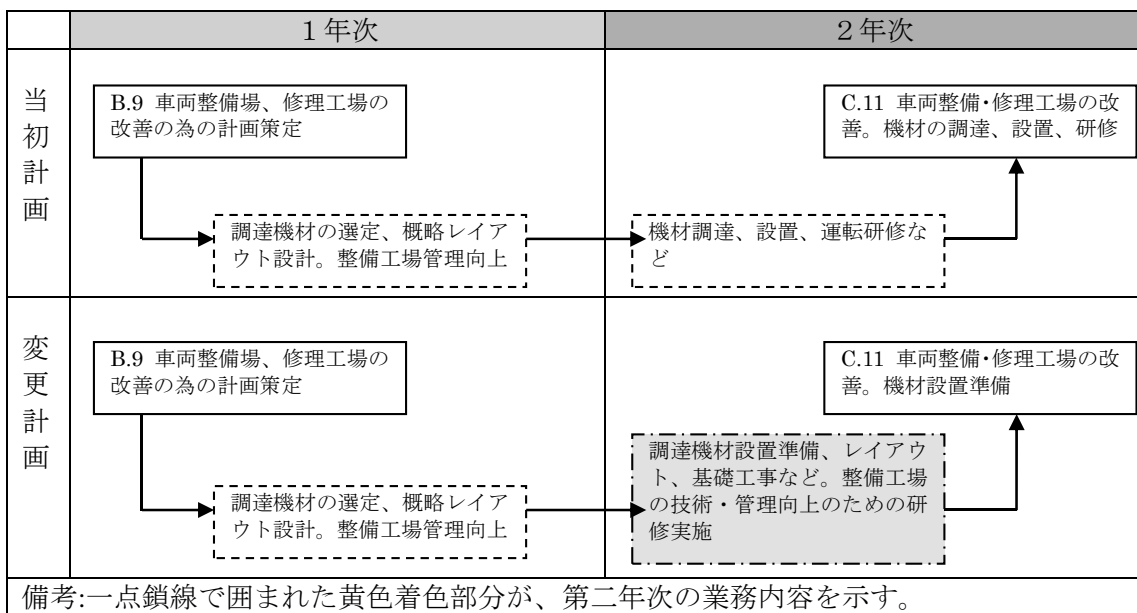 1年次
2年次
当初計画
B.9 車両整備場、修理工場の
改善の為の計画策定
C.11 車両整備・修理工場の改
善。機材の調達、設置、研修
調達機材の選定、概略レイア
ウト設計。整備工場管理向上
機材調達、設置、運転研修な
ど
変更計画
B.9 車両整備場、修理工場の
改善の為の計画策定
C.11 車両整備・修理工場の改
善。機材設置準備
調達機材の選定、概略レイア
ウト設計。整備工場管理向上
調達機材設置準備、レイアウ
ト、基礎工事など。整備工場
の技術・管理向上のための研
修実施
備考:一点鎖線で囲まれた黄色着色部分が、第二年次の業務内容を示す。